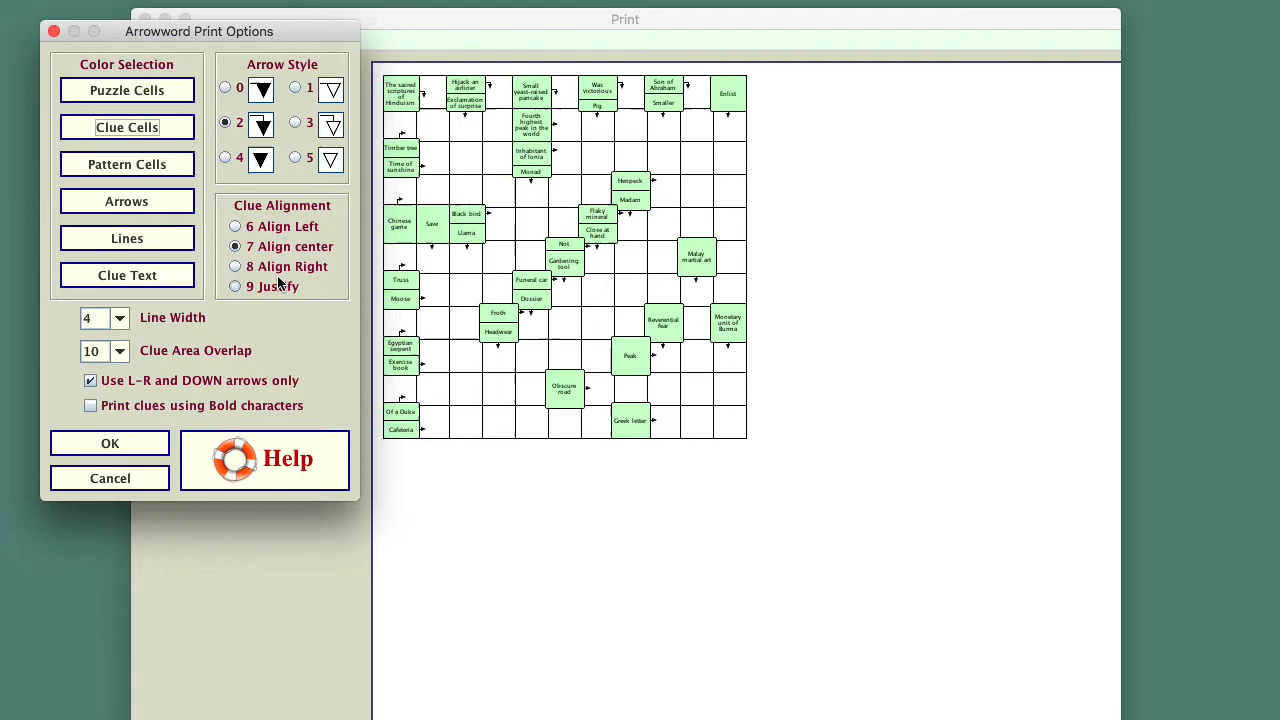 Print
Arrowword Print Options
Color Selection
Puzzle Cells
Clue Cells
Pattern Cells
Arrows
Lines
Clue Text
Arrow Style
0 1
2 3
4 5
Clue Alignment
6 Align Left
7 Align center
8 Align Right
9 Justify
4 Line Width
10 Clue Area Overlap
Use L-R and DOWN arrows only
Print clues using Bold characters
OK
Cancel
Help
The sacred
scriptures
of
Hinduism
Hijack an
airliner
Exclamation
of surprise
Small
yeast-raised
pancake
Was
victorious
Pig
Son of
Abraham
Smaller
Enlist
Fourth
highest
peak in the
world
Timber tree
Time of
sunshine
Inhabitant
of Ionia
Monad
Henpeck
Madam
Chinese
game
Save
Black bird
Llama
Flaky
mineral
Close at
hand
Not
Gardening
tool
Malay
martial art
Truss
Moose
Funeral car
Dossier
Froth
Headwear
Reverential
fear
Monetary
unit of
Burma
Egyptian
serpent
Exercise
book
Peak
Obscure
road
Of a Duke
Cafeteria
Greek letter